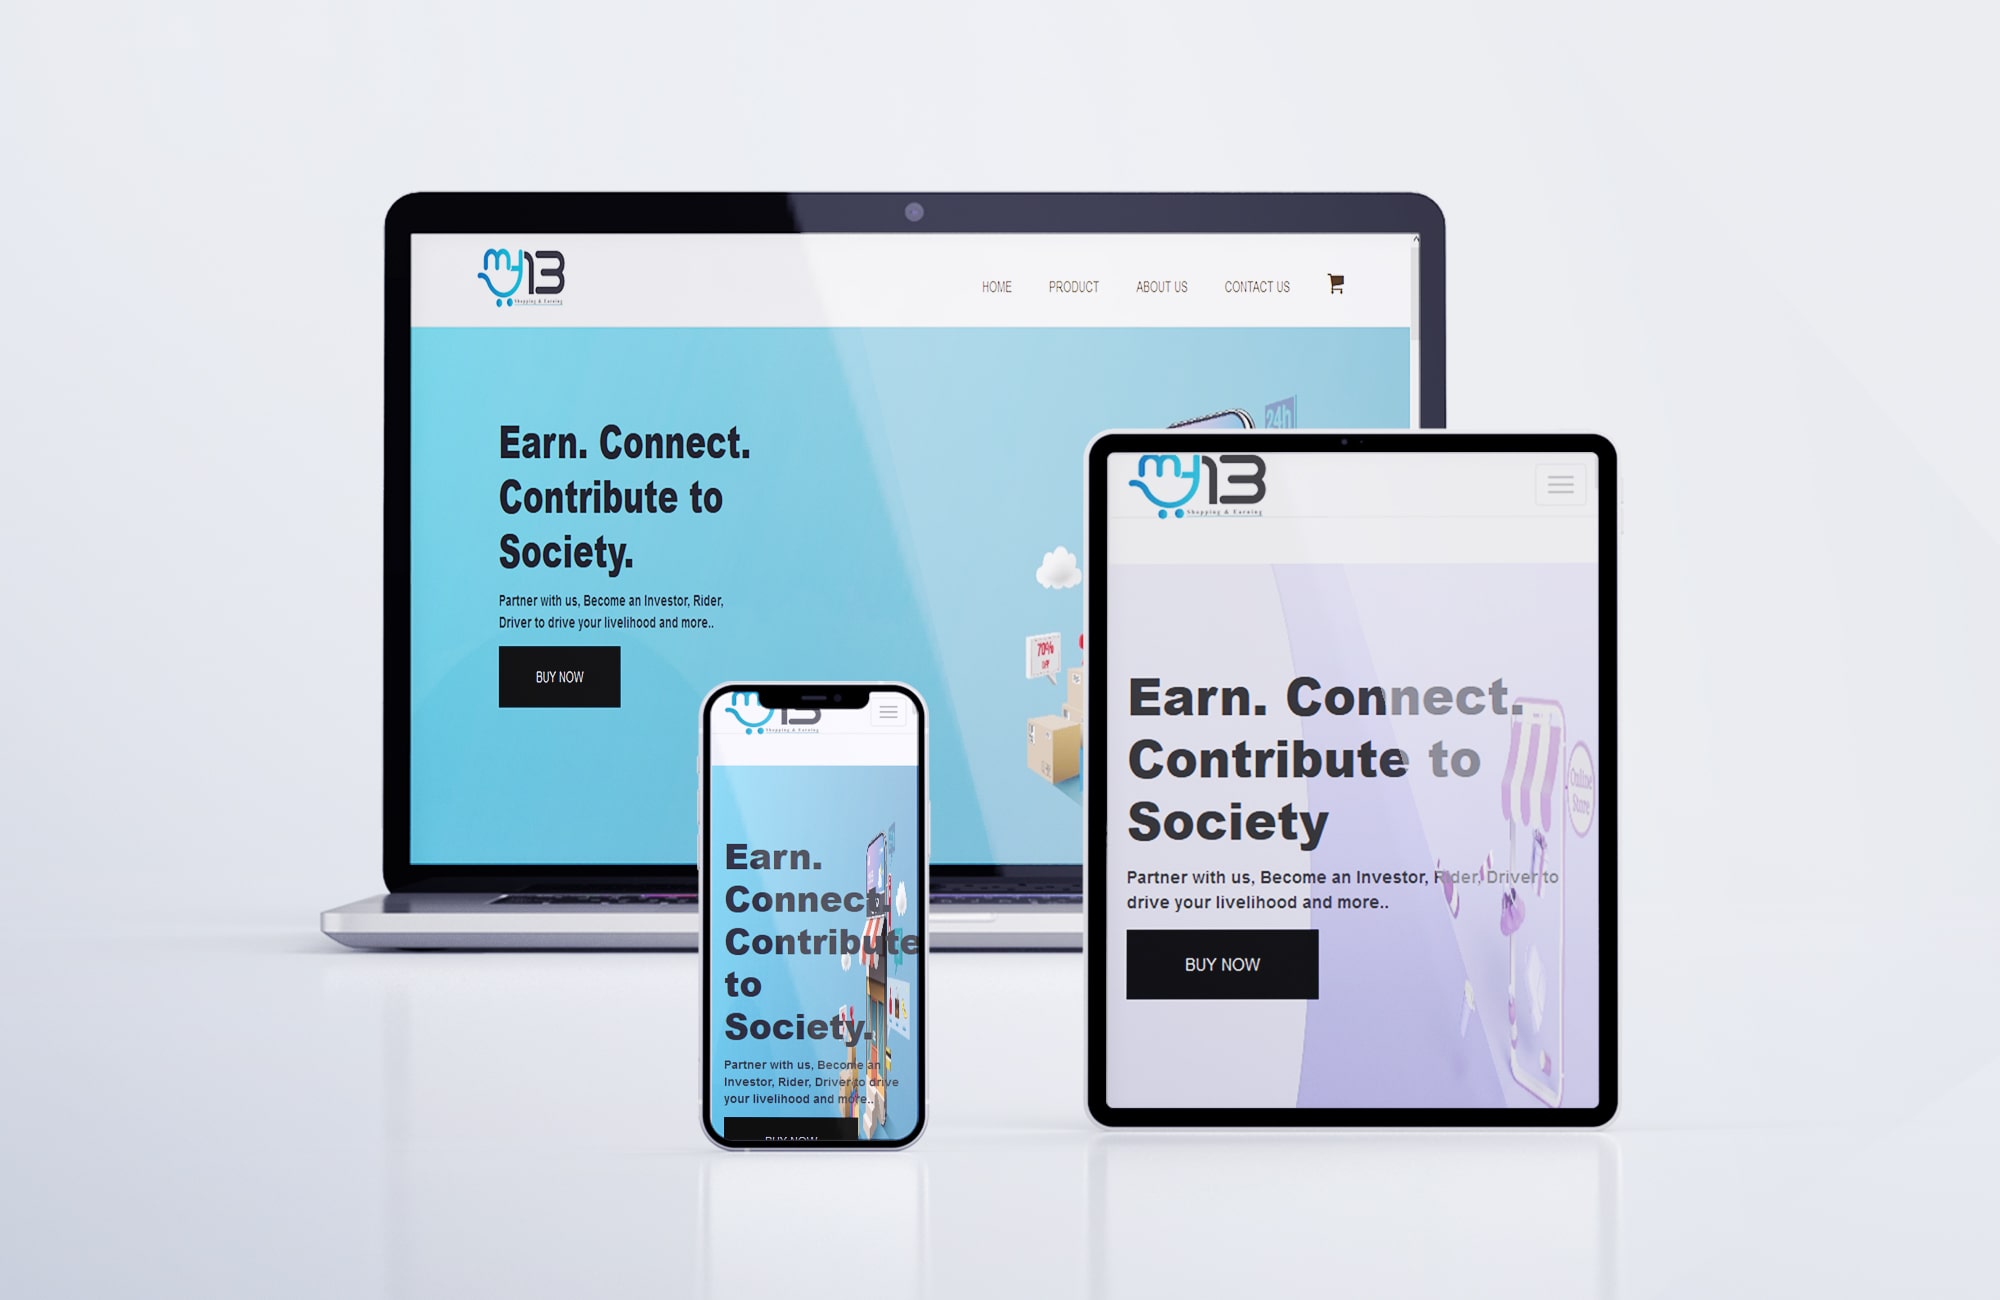 my13
Shopping & Earning
HOME PRODUCT ABOUT US CONTACT US
Earn. Connect.
Contribute to
Society.
Partner with us, Become an Investor, Rider,
Driver to drive your livelihood and more..
BUY NOW
24h
70%
my13
Shopping & Earning
Earn.
Connect.
Contribute
to
Society.
Partner with us, Become an
Investor, Rider, Driver to drive
your livelihood and more..
BUY NOW
my13
Shopping & Earning
Earn. Connect.
Contribute to
Society
Partner with us, Become an Investor, Rider, Driver to
drive your livelihood and more..
BUY NOW
Online
Store